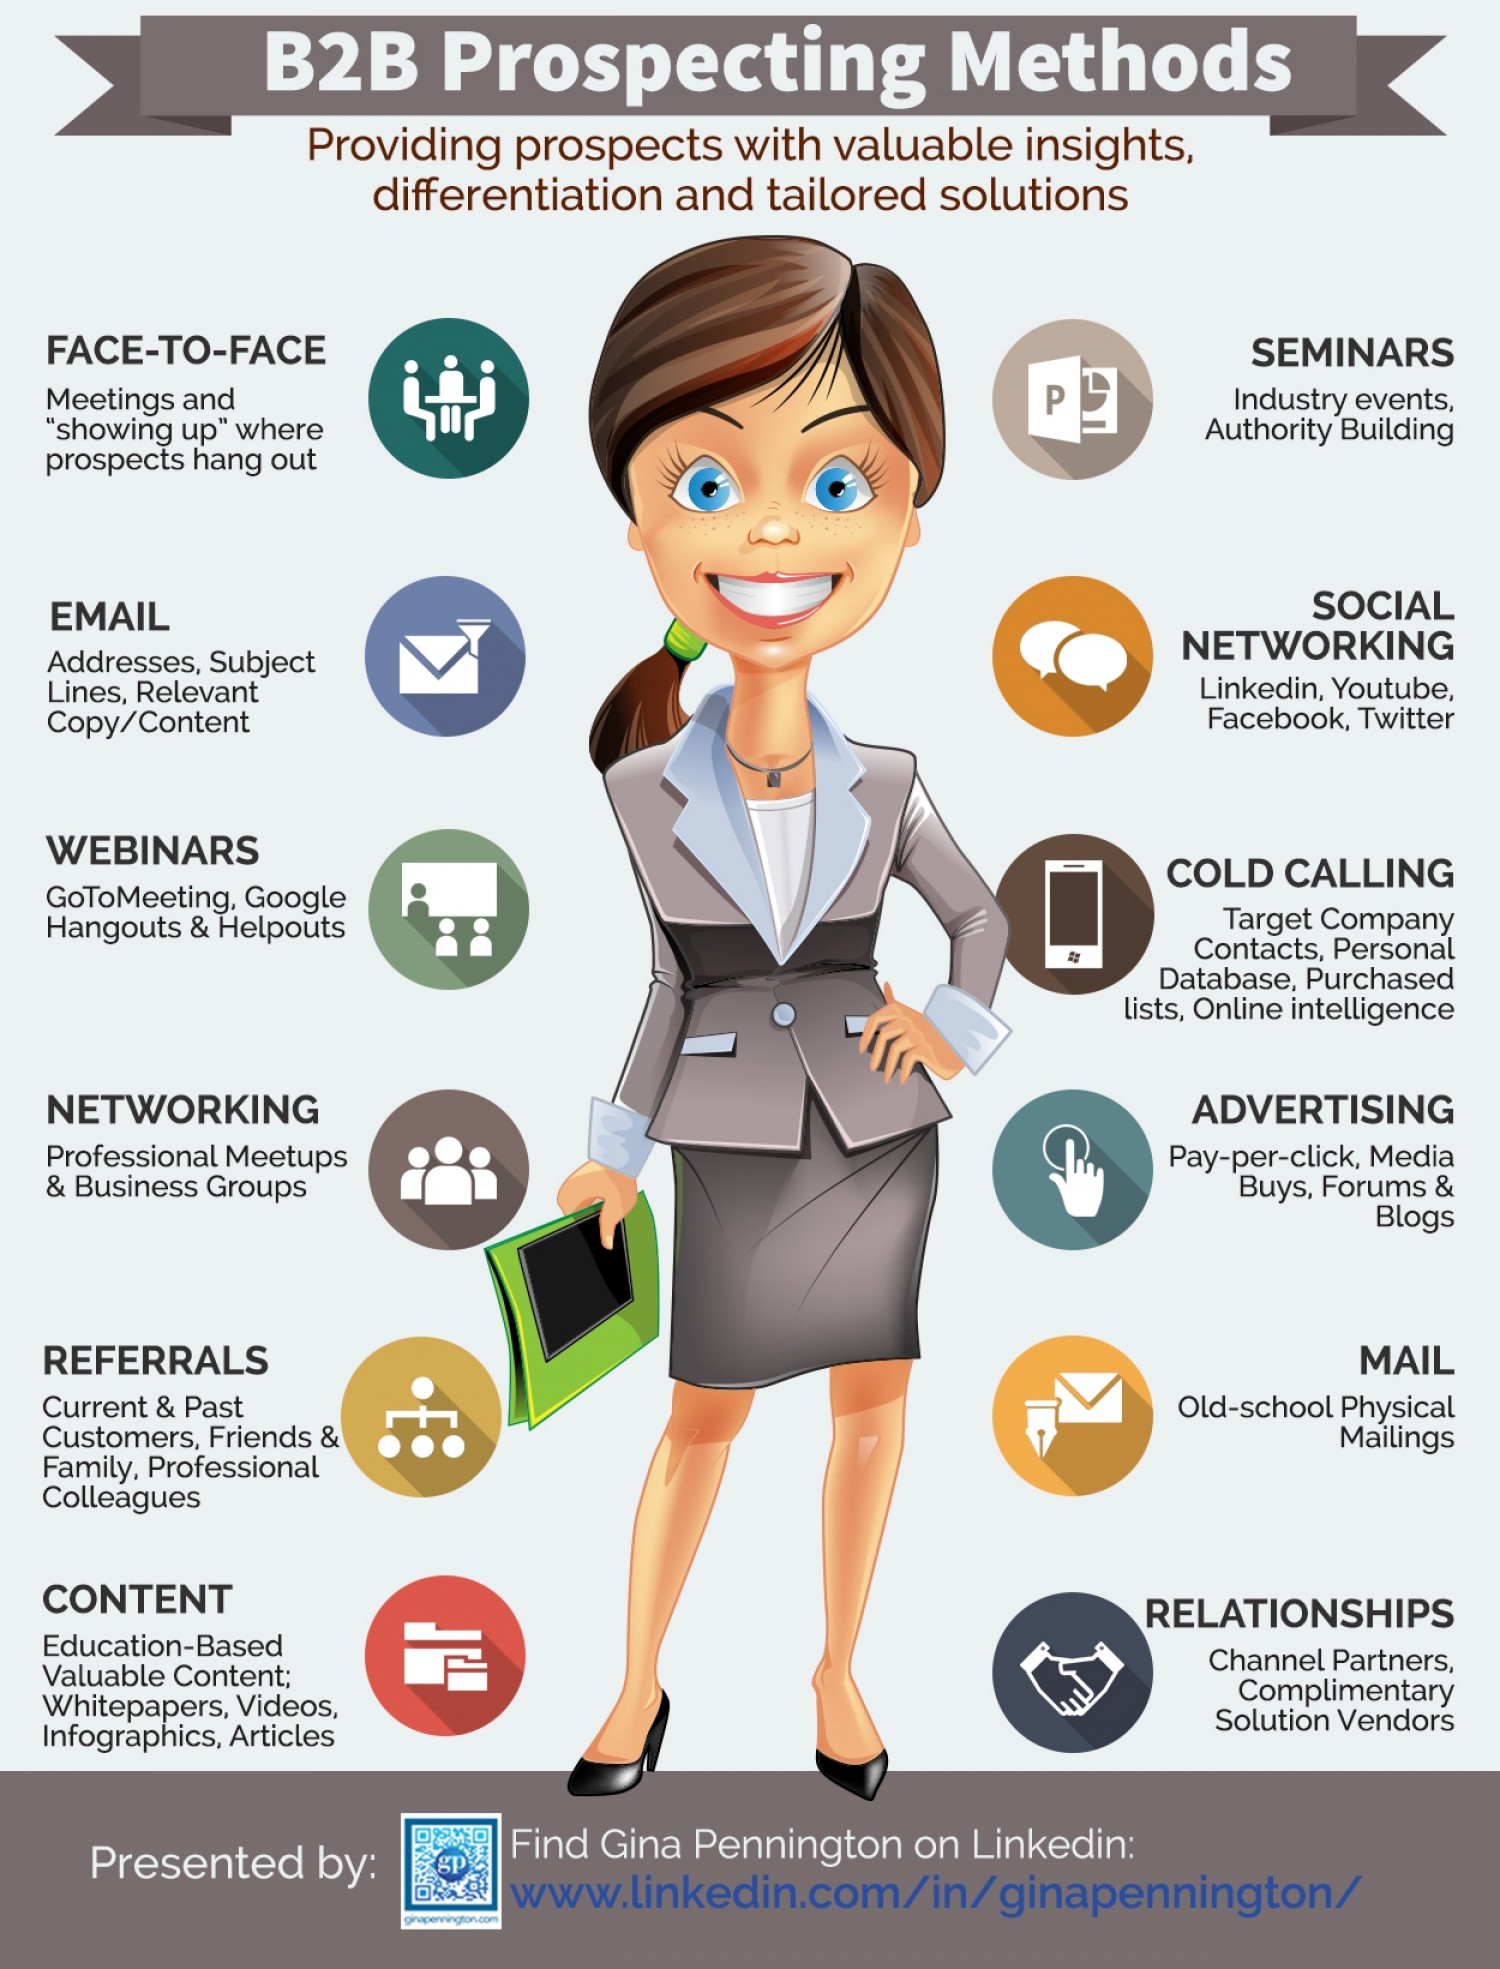 B2B Prospecting Methods
Providing prospects with valuable insights,
differentiation and tailored solutions
FACE-TO-FACE
Meetings and
"showing up" where
prospects hang out
EMAIL
Addresses, Subject
Lines, Relevant
Copy/Content
WEBINARS
GoToMeeting, Google
Hangouts & Helpouts
NETWORKING
Professional Meetups
& Business Groups
REFERRALS
Current & Past
Customers, Friends &
Family, Professional
Colleagues
CONTENT
Education-Based
Valuable Content;
Whitepapers, Videos,
Infographics, Articles
P
SEMINARS
Industry events,
Authority Building
SOCIAL
NETWORKING
Linkedin, Youtube,
Facebook, Twitter
COLD CALLING
Target Company
Contacts, Personal
Database, Purchased
lists, Online intelligence
ADVERTISING
Pay-per-click, Media
Buys, Forums &
Blogs
MAIL
Old-school Physical
Mailings
RELATIONSHIPS
Channel Partners,
Complimentary
Solution Vendors
Presented by:
gp
ginapennington.com
Find Gina Pennington on Linkedin:
www.linkedin.com/in/ginapennington/